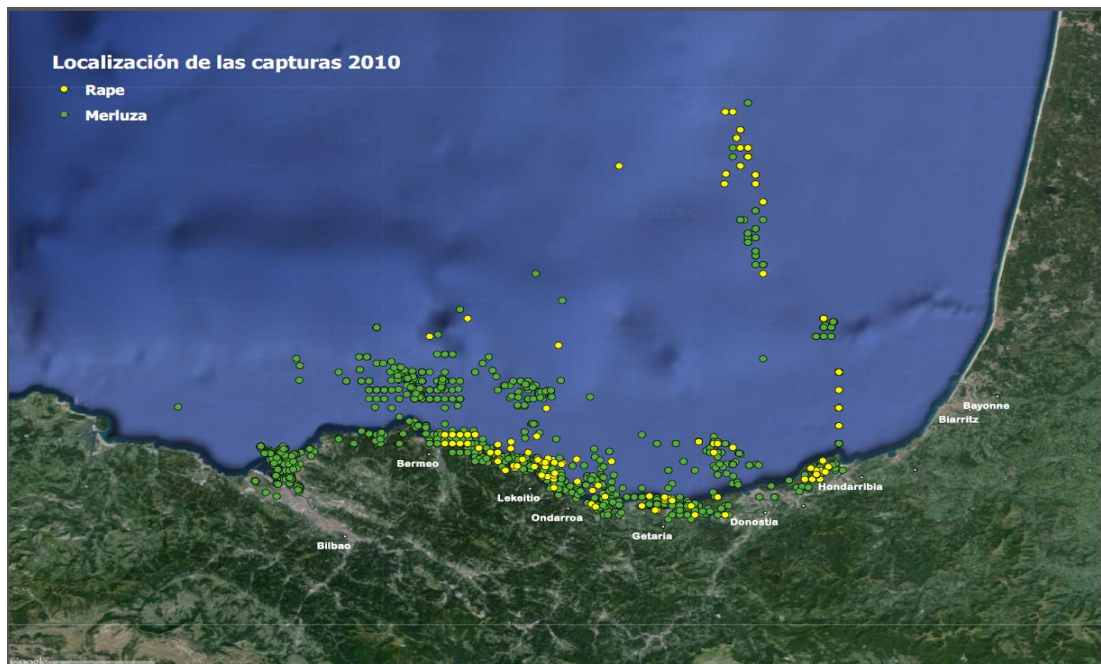 Localización de las capturas 2010
Rape
Merluza
Bayonne
Biarritz
Bermeo
Hondarribia
Lekeitio
Ondarroa
Donostia
Getaria
Bilbao